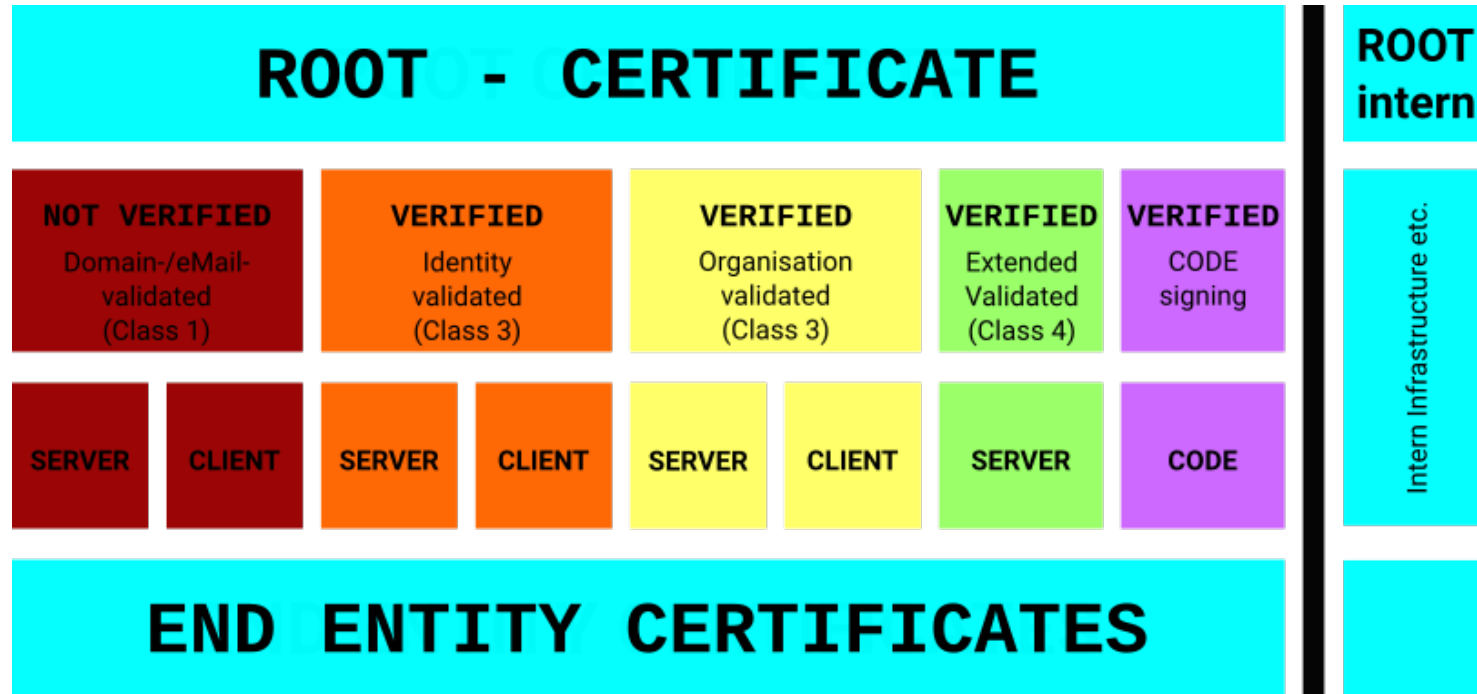 ROOT - CERTIFICATE
ROOT
intern
NOT VERIFIED
Domain-/eMail-
validated
(Class 1)
VERIFIED
Identity
validated
(Class 3)
VERIFIED
Organisation
validated
(Class 3)
VERIFIED
Extended
Validated
(Class 4)
VERIFIED
CODE
signing
Intern Infrastructure etc.
SERVER
CLIENT
SERVER
CLIENT
SERVER
CLIENT
SERVER
CODE
END ENTITY CERTIFICATES